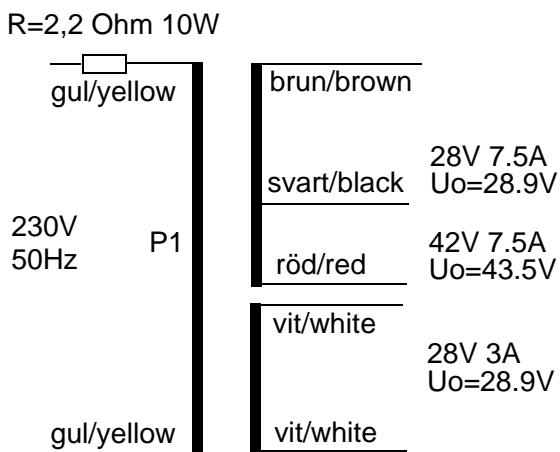 R=2,2 Ohm 10W
gul/yellow
brun/brown
28V 7.5A
svart/black
Uo=28.9V
230V
50Hz
P1
42V 7.5A
röd/red
Uo=43.5V
vit/white
28V 3A
Uo=28.9V
gul/yellow
vit/white